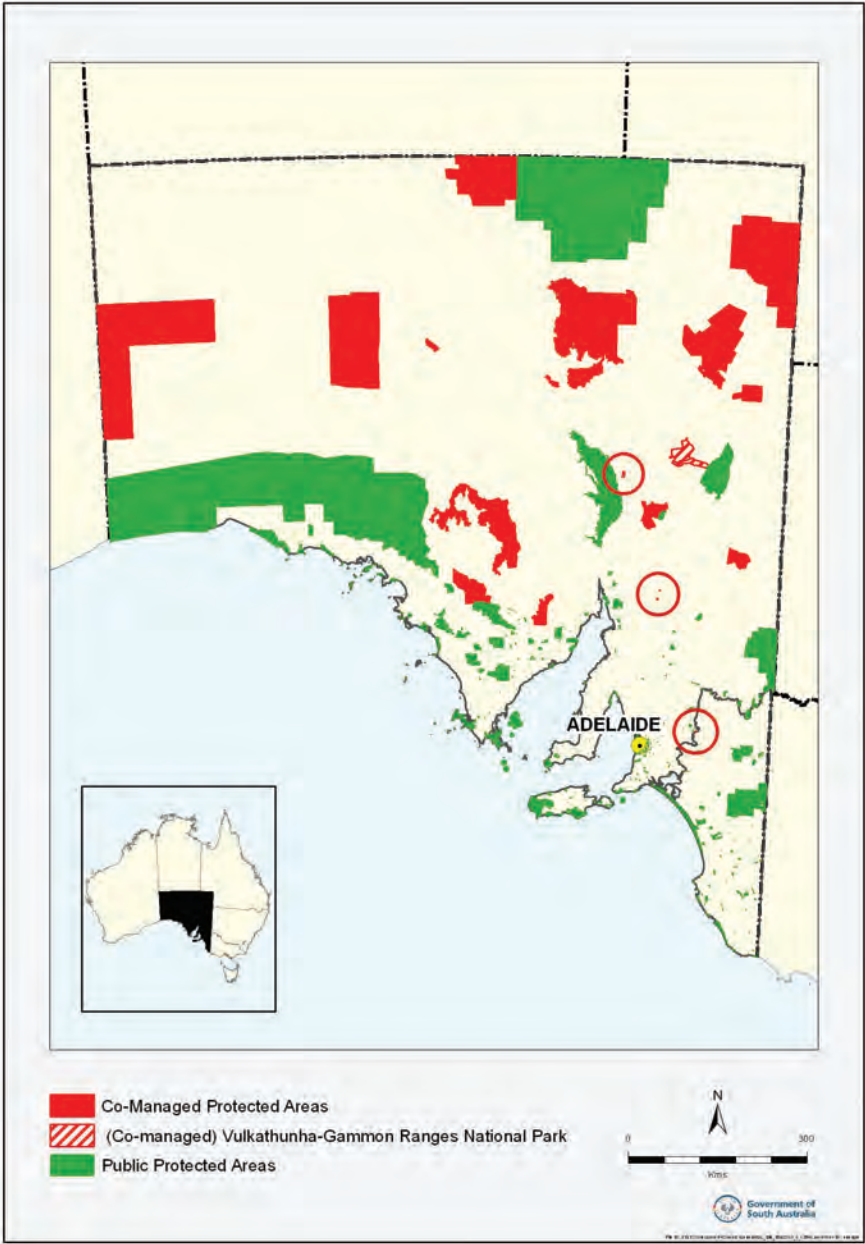 ADELAIDE
Co-Managed Protected Areas
(Co-managed) Vulkathunha-Gammon Ranges National Park
Public Protected Areas
N
0 300
Kms
Government of
South Australia